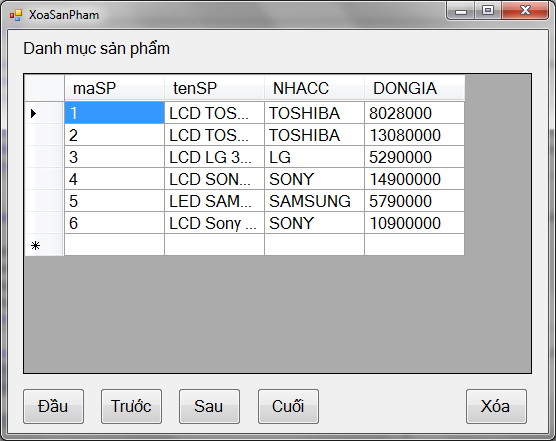 XoaSanPham
Danh mục sản phẩm
maSP tenSP NHACC DONGIA
1 LCD TOS... TOSHIBA 8028000
2 LCD TOS... TOSHIBA 13080000
3 LCD LG 3... LG 5290000
4 LCD SON... SONY 14900000
5 LED SAM... SAMSUNG 5790000
6 LCD Sony ... SONY 10900000
Đầu Trước Sau Cuối Xóa